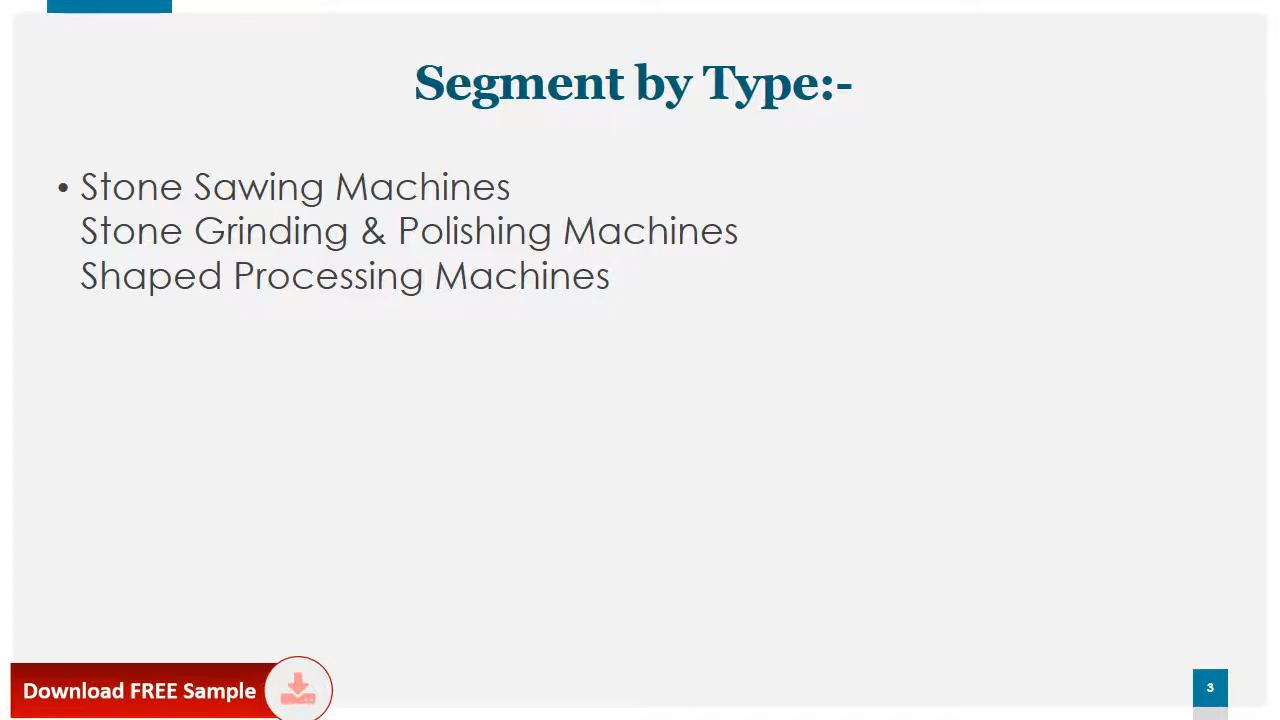 Segment by Type:-
• Stone Sawing Machines
Stone Grinding & Polishing Machines
Shaped Processing Machines
Download FREE Sample
3